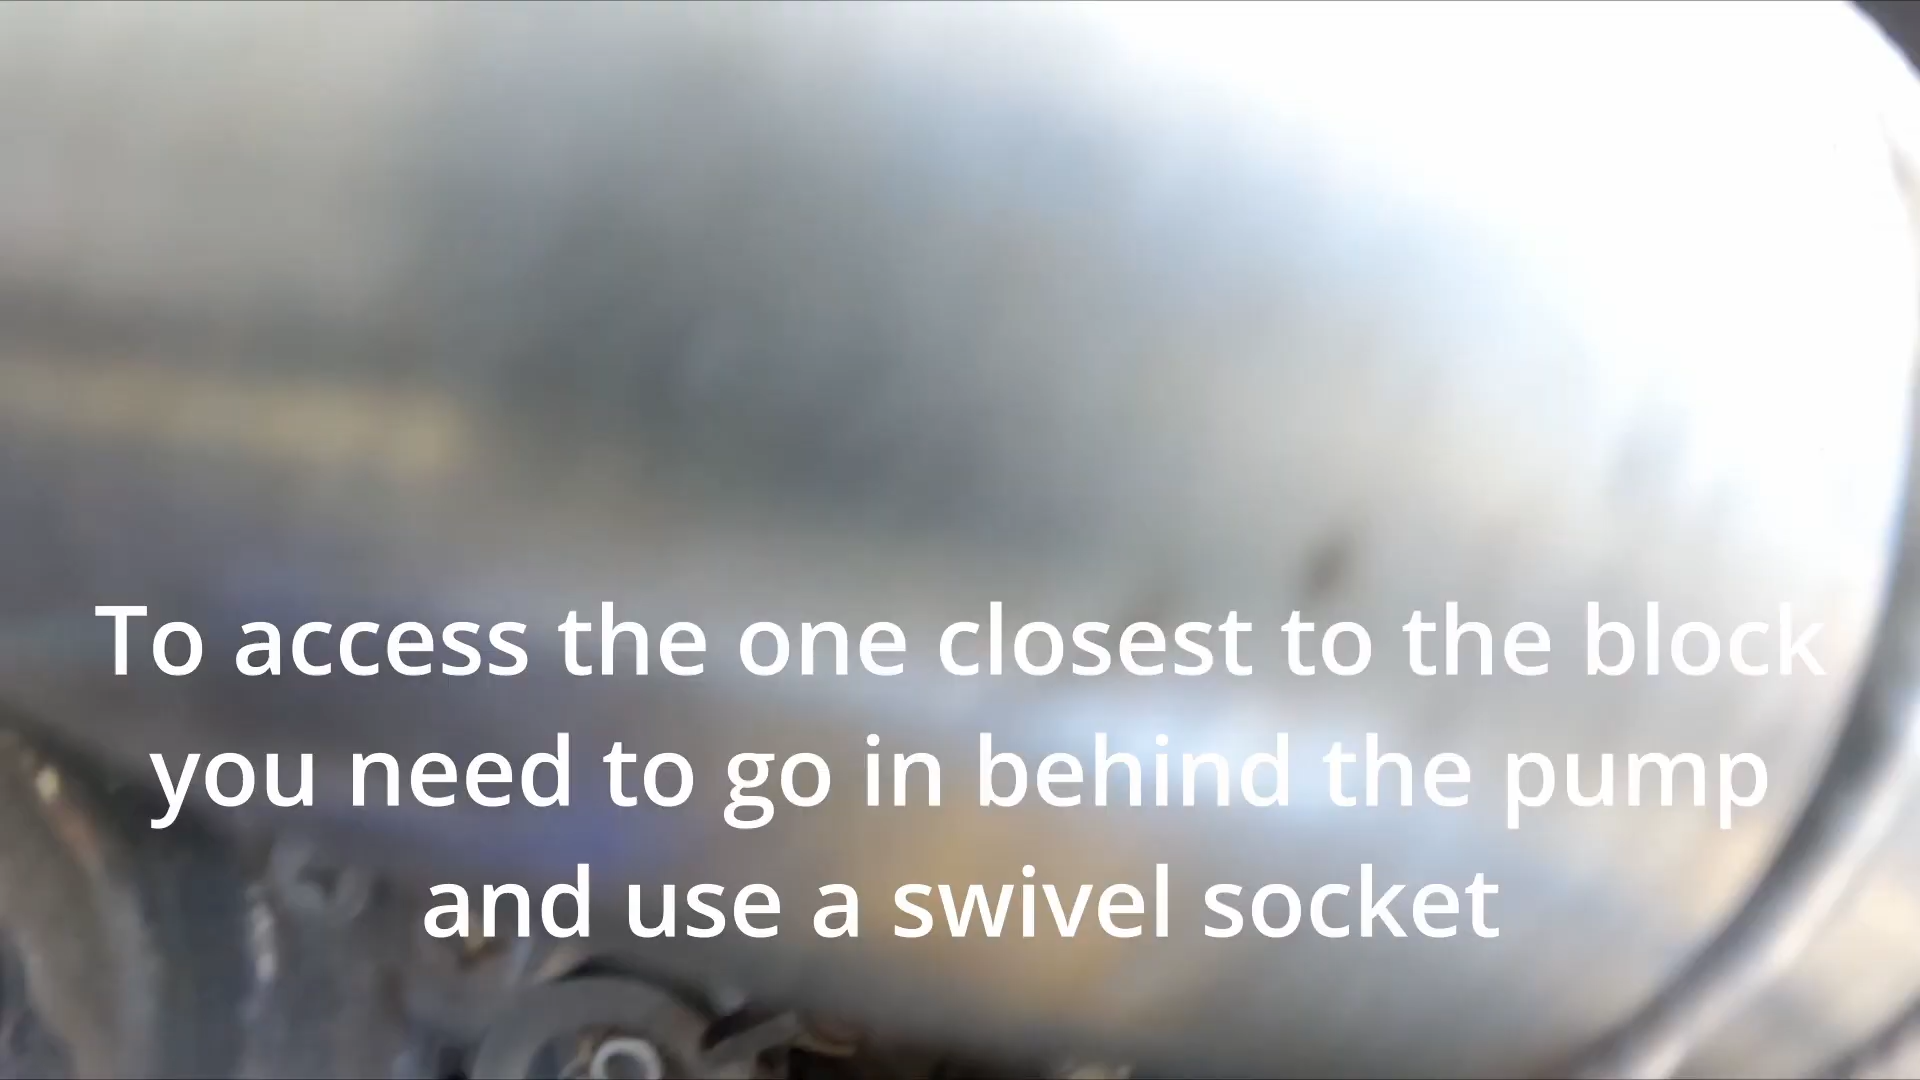 To access the one closest to the block
you need to go in behind the pump
and use a swivel socket